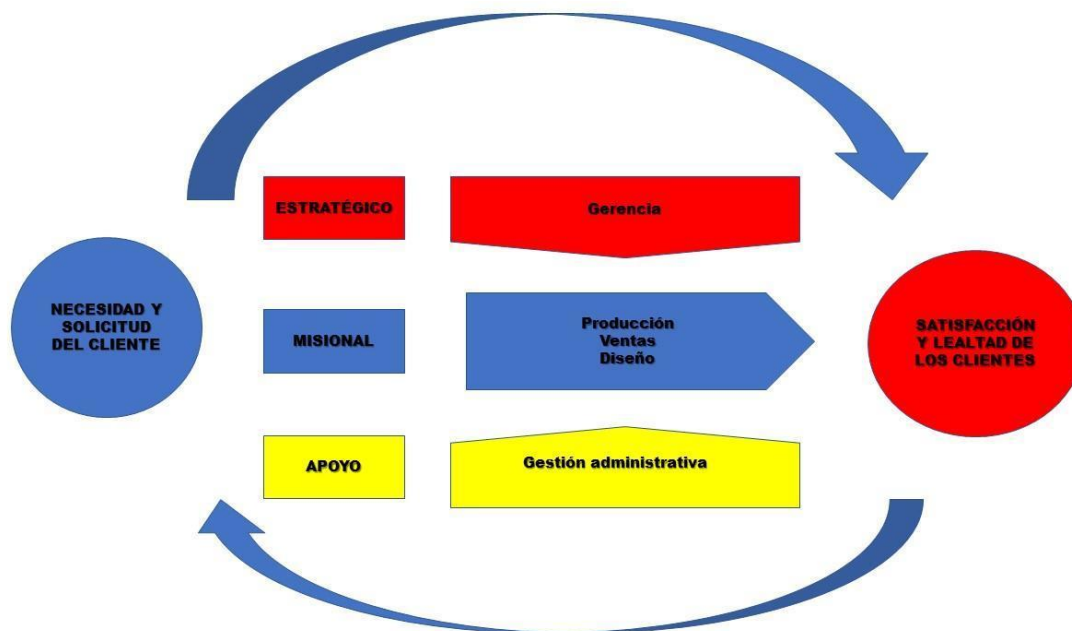 ESTRATÉGICO
Gerencia
NECESIDAD Y
SOLICITUD
DEL CLIENTE
MISIONAL
Producción
Ventas
Diseño
SATISFACCIÓN
Y LEALTAD DE
LOS CLIENTES
APOYO
Gestión administrativa